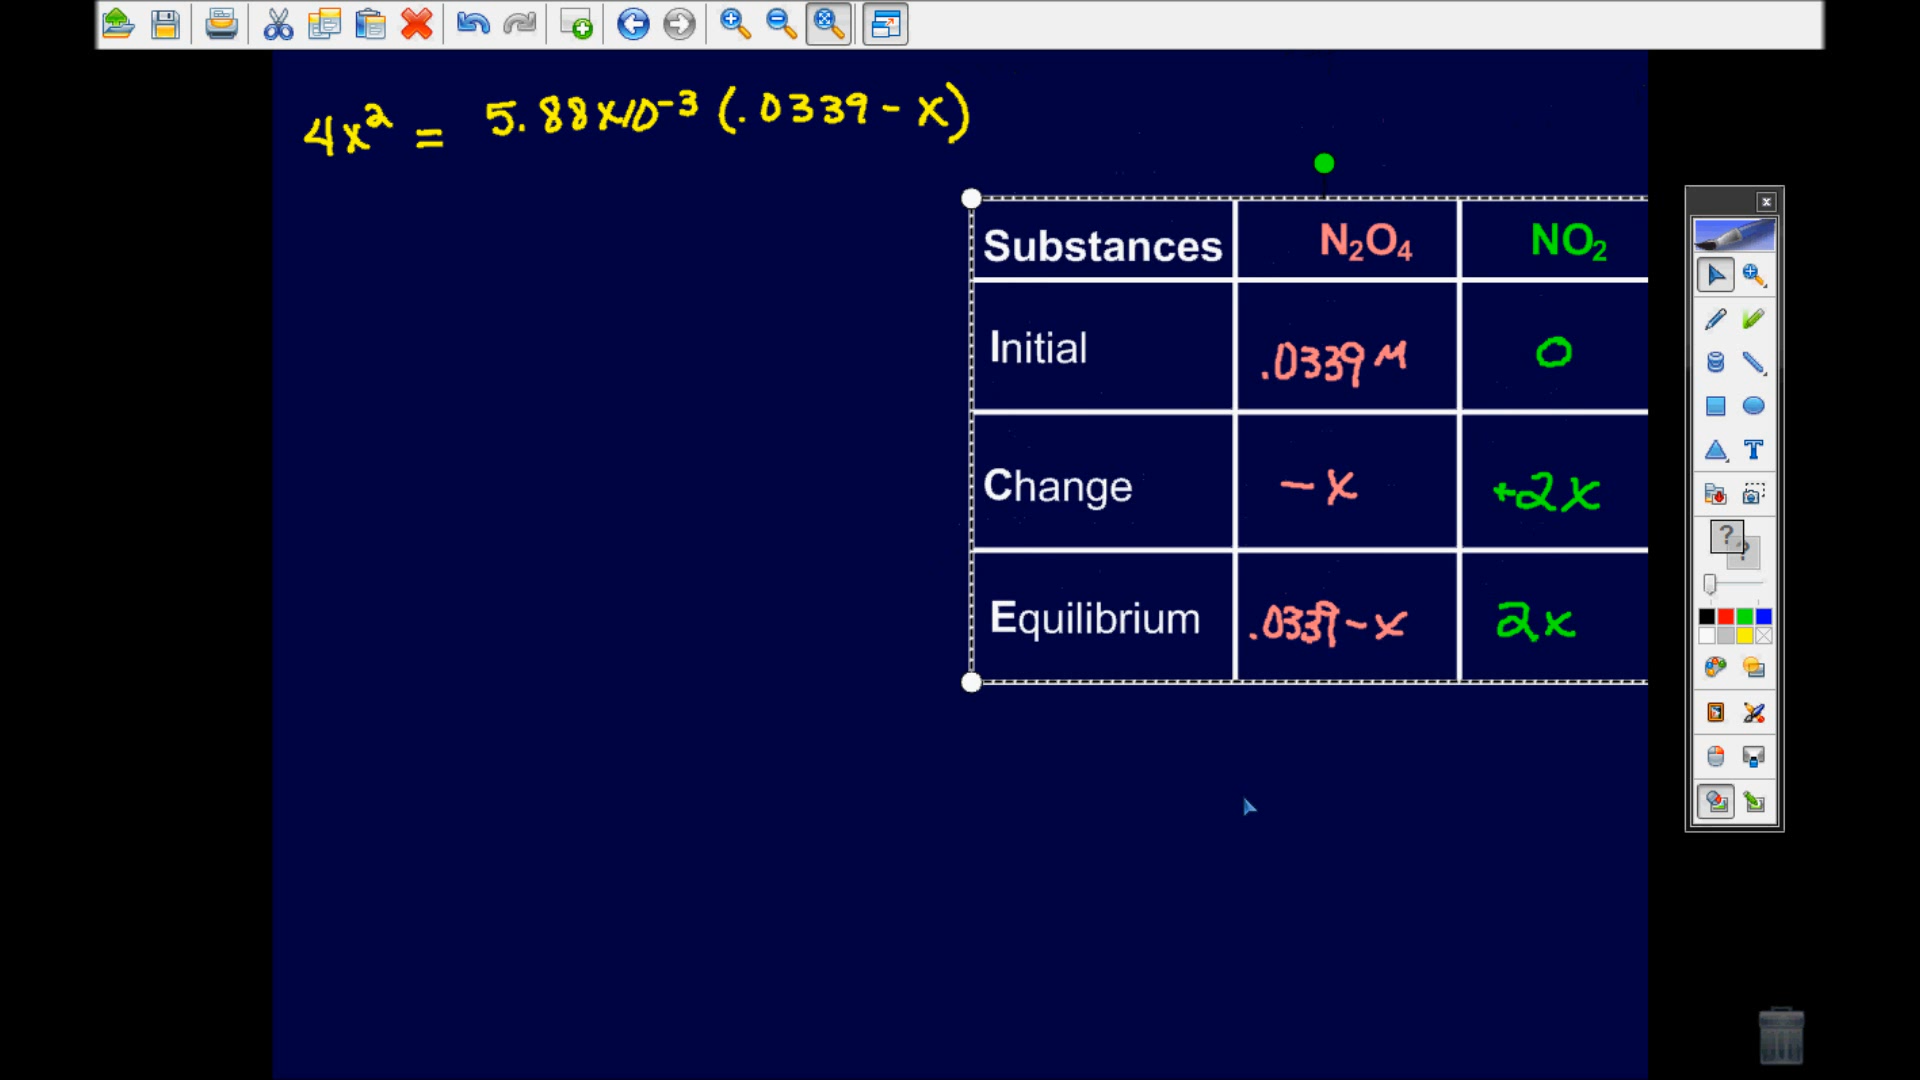 4x² = 5.88x10⁻³ (.0339 - x)
Substances N₂O₄ NO₂
Initial .0339 M 0
Change - x +2x
Equilibrium .0339 - x 2x